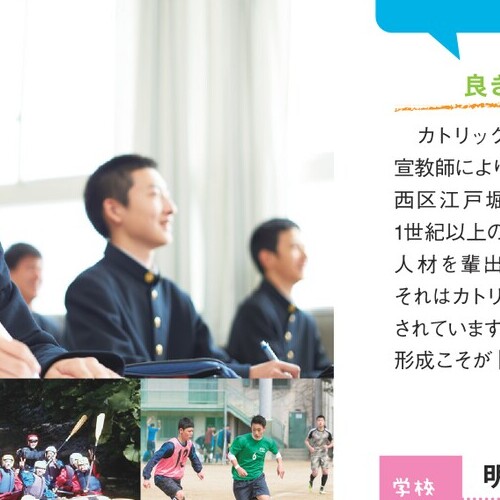 良き
カトリック
宣教師により
西区江戸堀
1世紀以上の
人材を輩出
それはカトリ
されています
形成こそが
学校
明